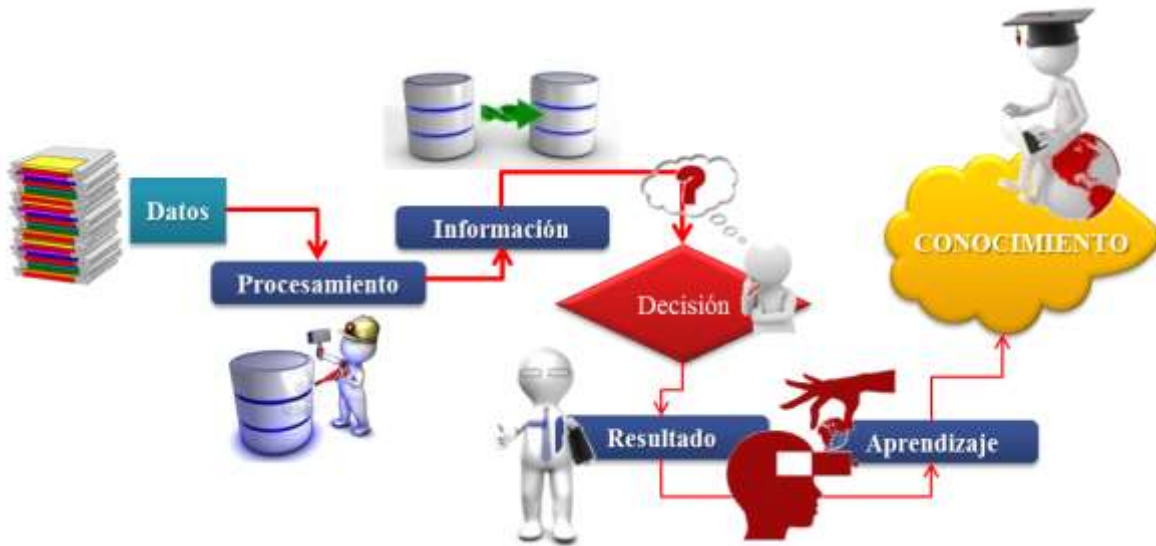 Datos
Procesamiento
Información
Decisión
Resultado
Aprendizaje
CONOCIMIENTO